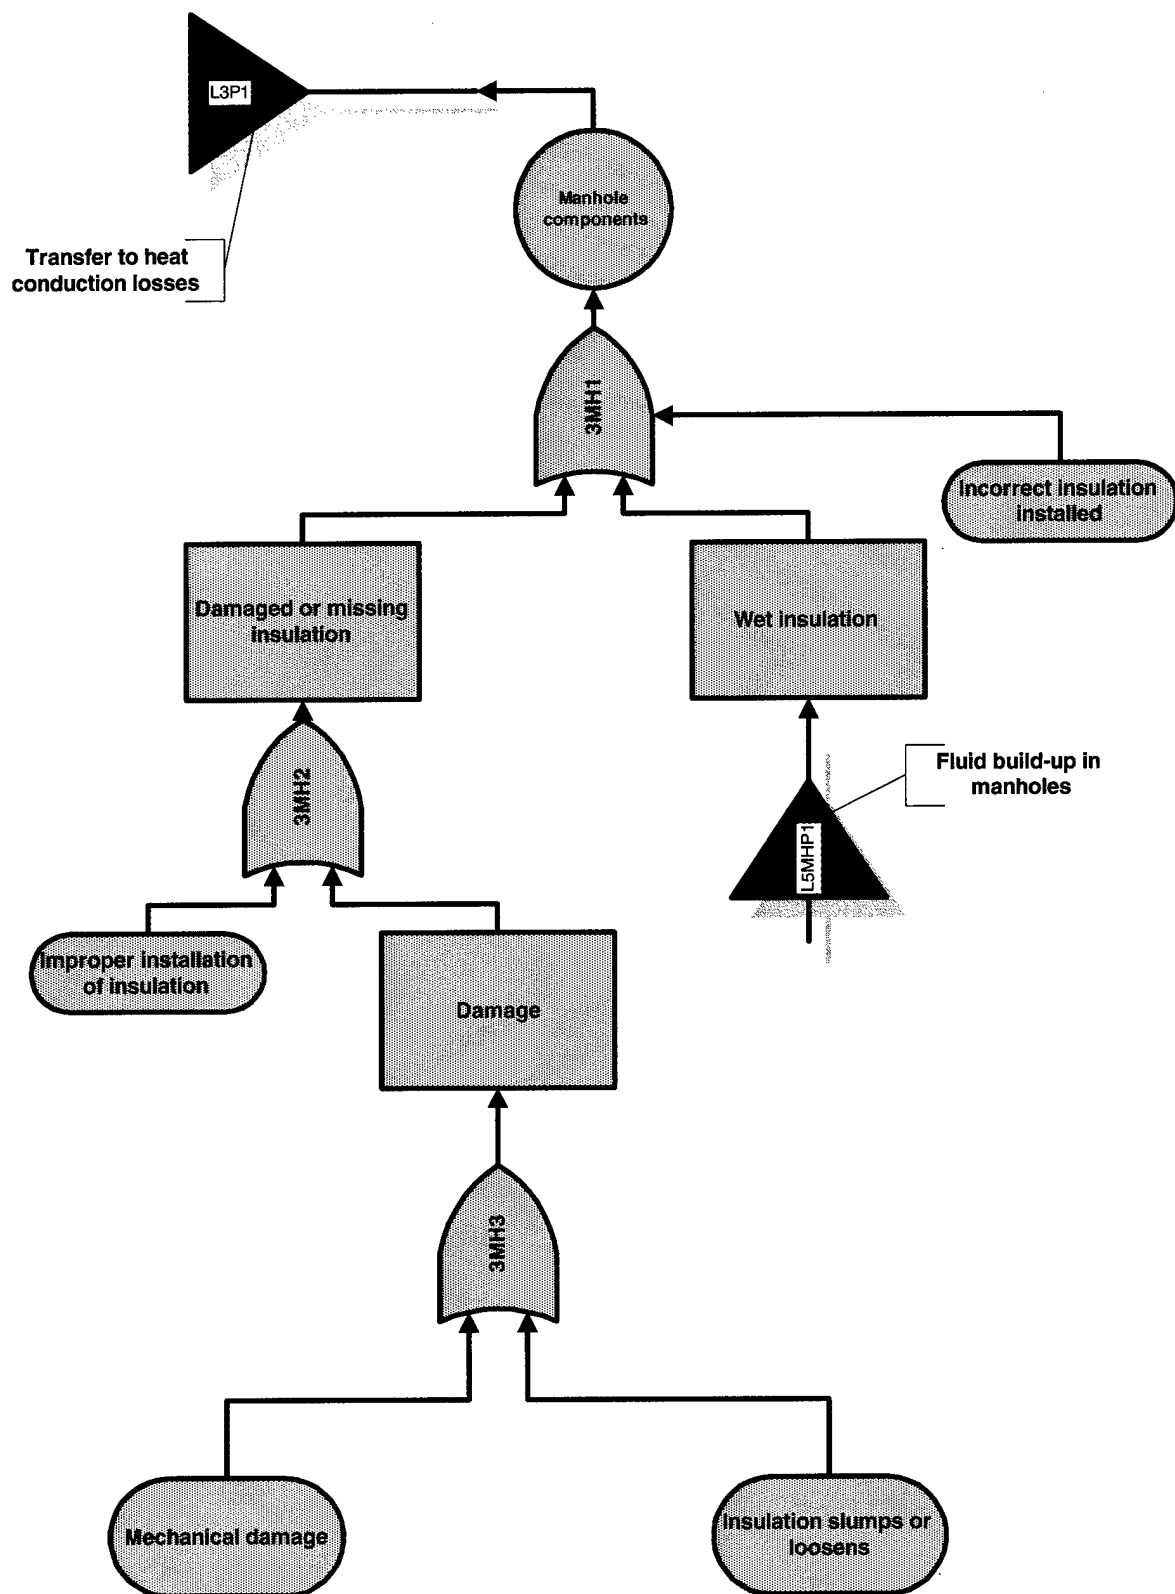 L3P1
Manhole
components
Transfer to heat
conduction losses
3MH1
Incorrect insulation
installed
Damaged or missing
insulation
Wet insulation
3MH2
Fluid build-up in
manholes
L5MHP1
Improper installation
of insulation
Damage
3MH3
Mechanical damage
Insulation slumps or
loosens